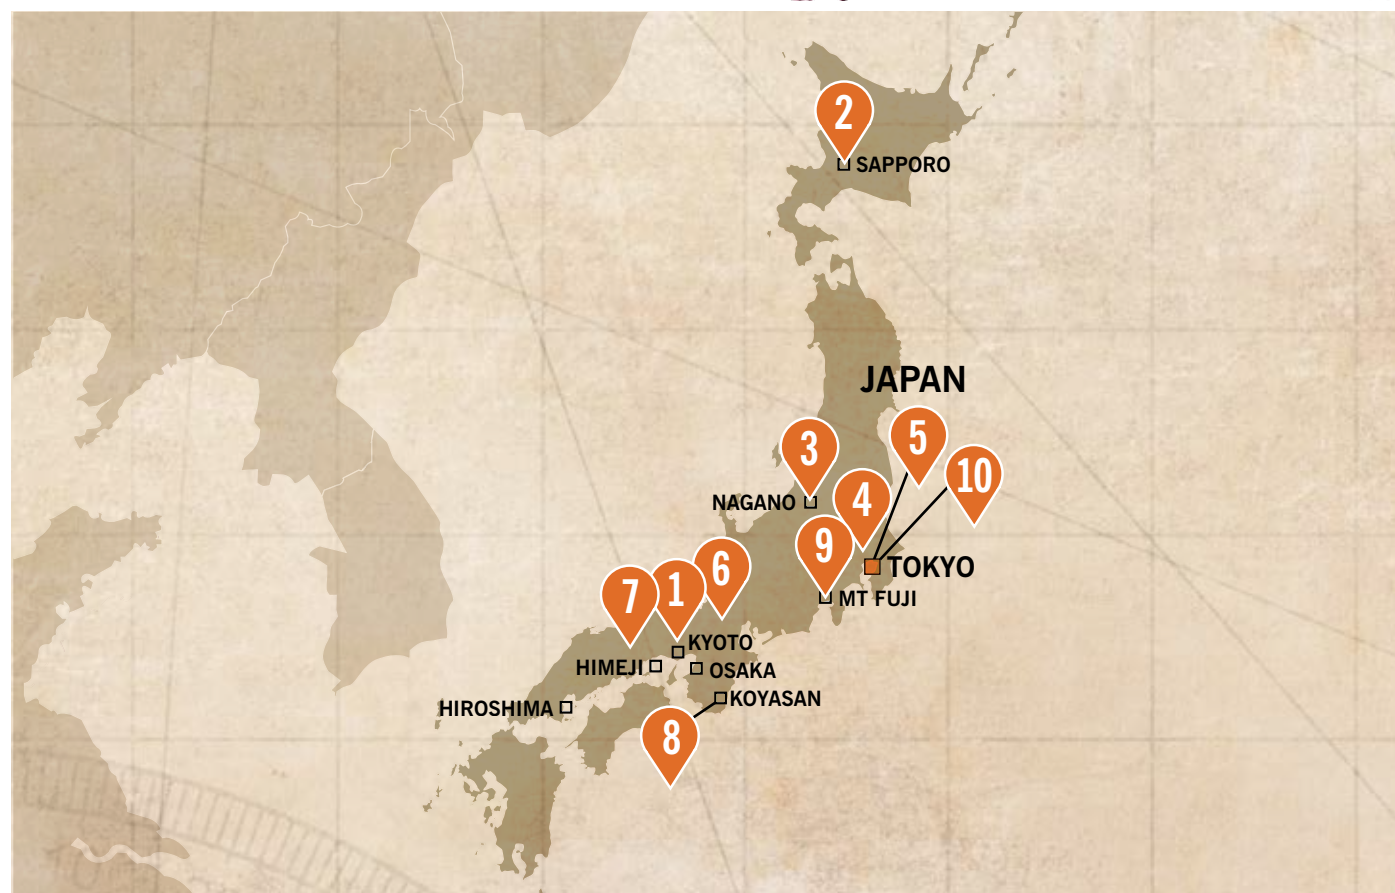 2
SAPPORO
JAPAN
5
3
10
4
NAGANO
9
TOKYO
6
7
1
MT FUJI
KYOTO
HIMEJI
OSAKA
KOYASAN
HIROSHIMA
8